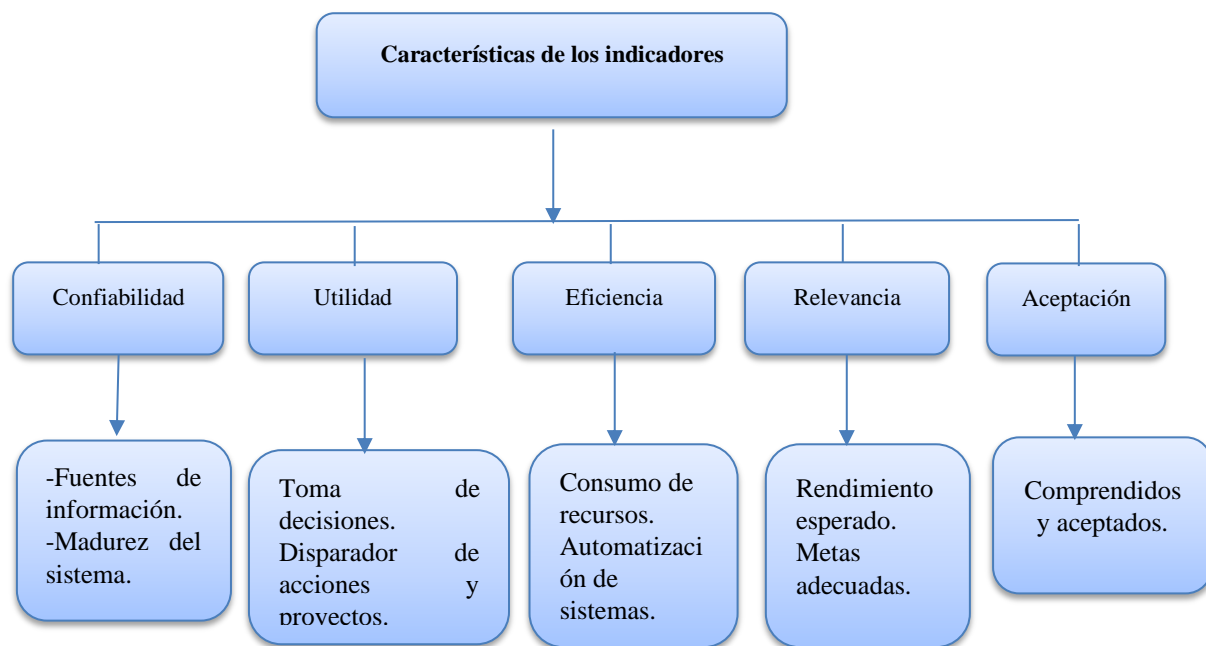 Características de los indicadores
Confiabilidad
Utilidad
Eficiencia
Relevancia
Aceptación
-Fuentes de
información.
-Madurez del
sistema.
Toma de
decisiones.
Disparador de
acciones y
proyectos.
Consumo de
recursos.
Automatizaci
ón de
sistemas.
Rendimiento
esperado.
Metas
adecuadas.
Comprendidos
y aceptados.